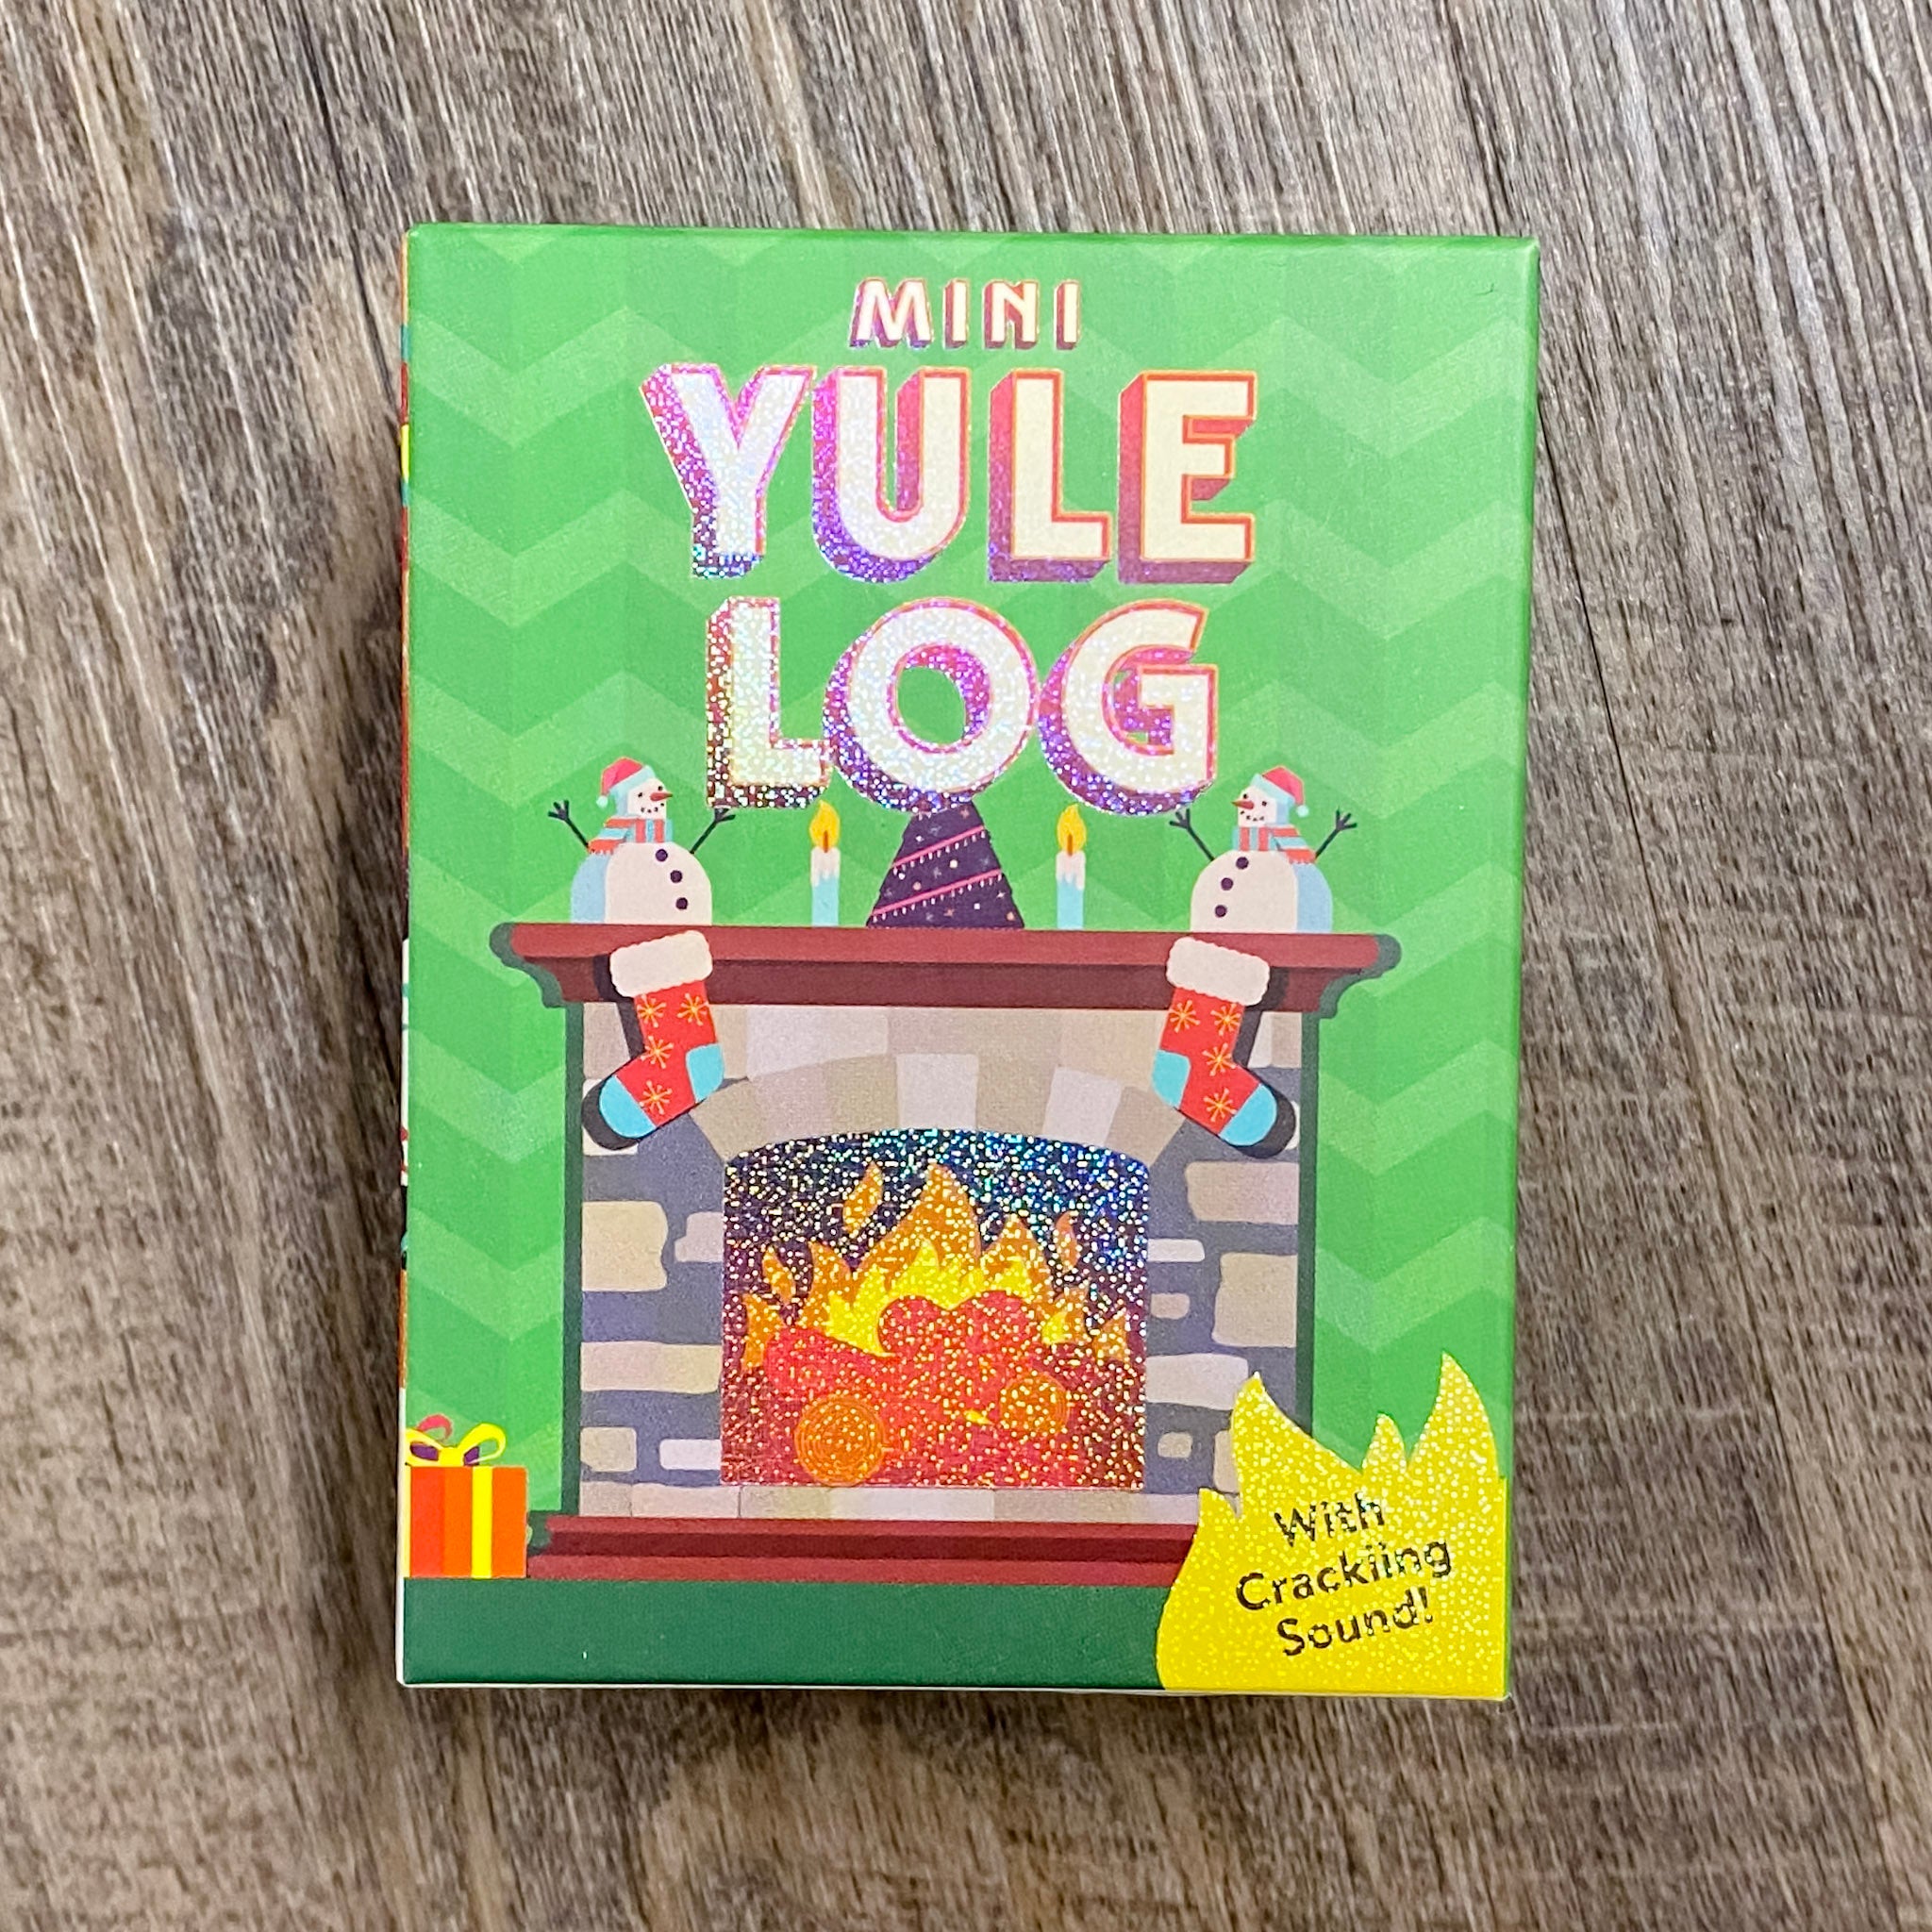 MINI
YULE
LOG
With
Crackling
Sound!